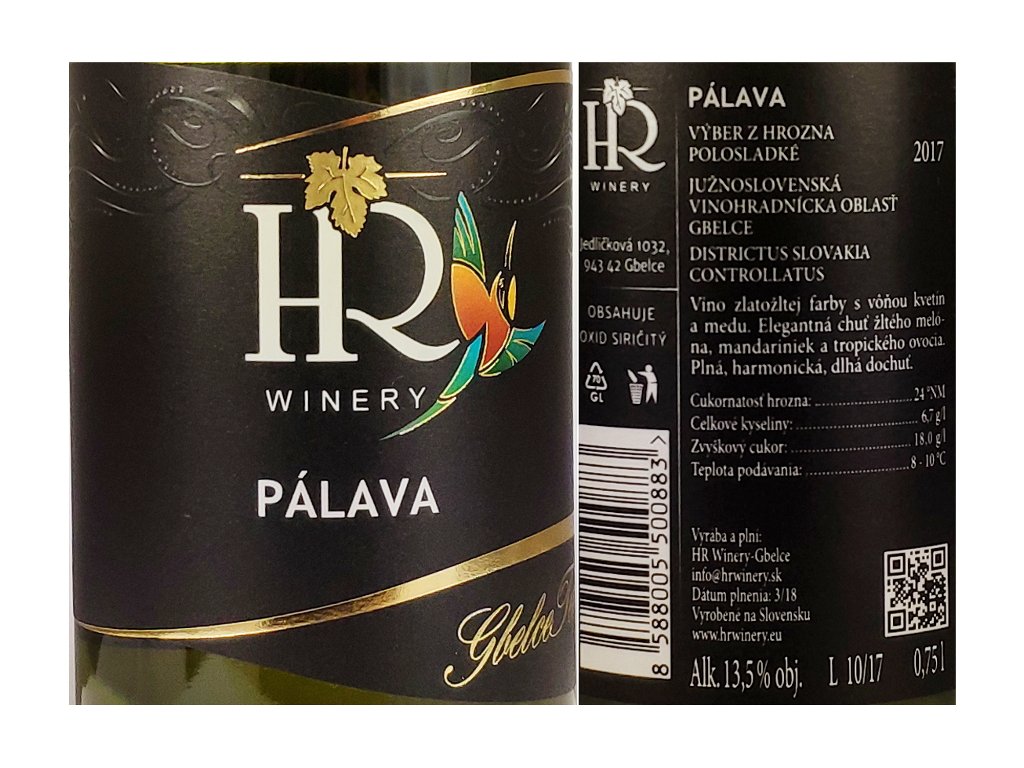 HR
WINERY
PÁLAVA
Gbelce
HR
WINERY
Jedličková 1032,
943 42 Gbelce
OBSAHUJE
OXID SIRIČITÝ
70
GL
8 588005 500883 >
PÁLAVA
VÝBER Z HROZNA
POLOSLADKÉ 2017
JUŽNOSLOVENSKÁ
VINOHRADNÍCKA OBLASŤ
GBELCE
DISTRICTUS SLOVAKIA
CONTROLLATUS
Víno zlatožltej farby s vôňou kvetín
a medu. Elegantná chuť žltého meló-
na, mandariniek a tropického ovocia.
Plná, harmonická, dlhá dochuť.
Cukornatosť hrozna: 24 °NM
Celkové kyseliny: 6,7 g/l
Zvyškový cukor: 18,0 g/l
Teplota podávania: 8 - 10 °C
Vyrába a plní:
HR Winery-Gbelce
info@hrwinery.sk
Dátum plnenia: 3/18
Vyrobené na Slovensku
www.hrwinery.eu
Alk. 13,5 % obj. L 10/17 0,75 l